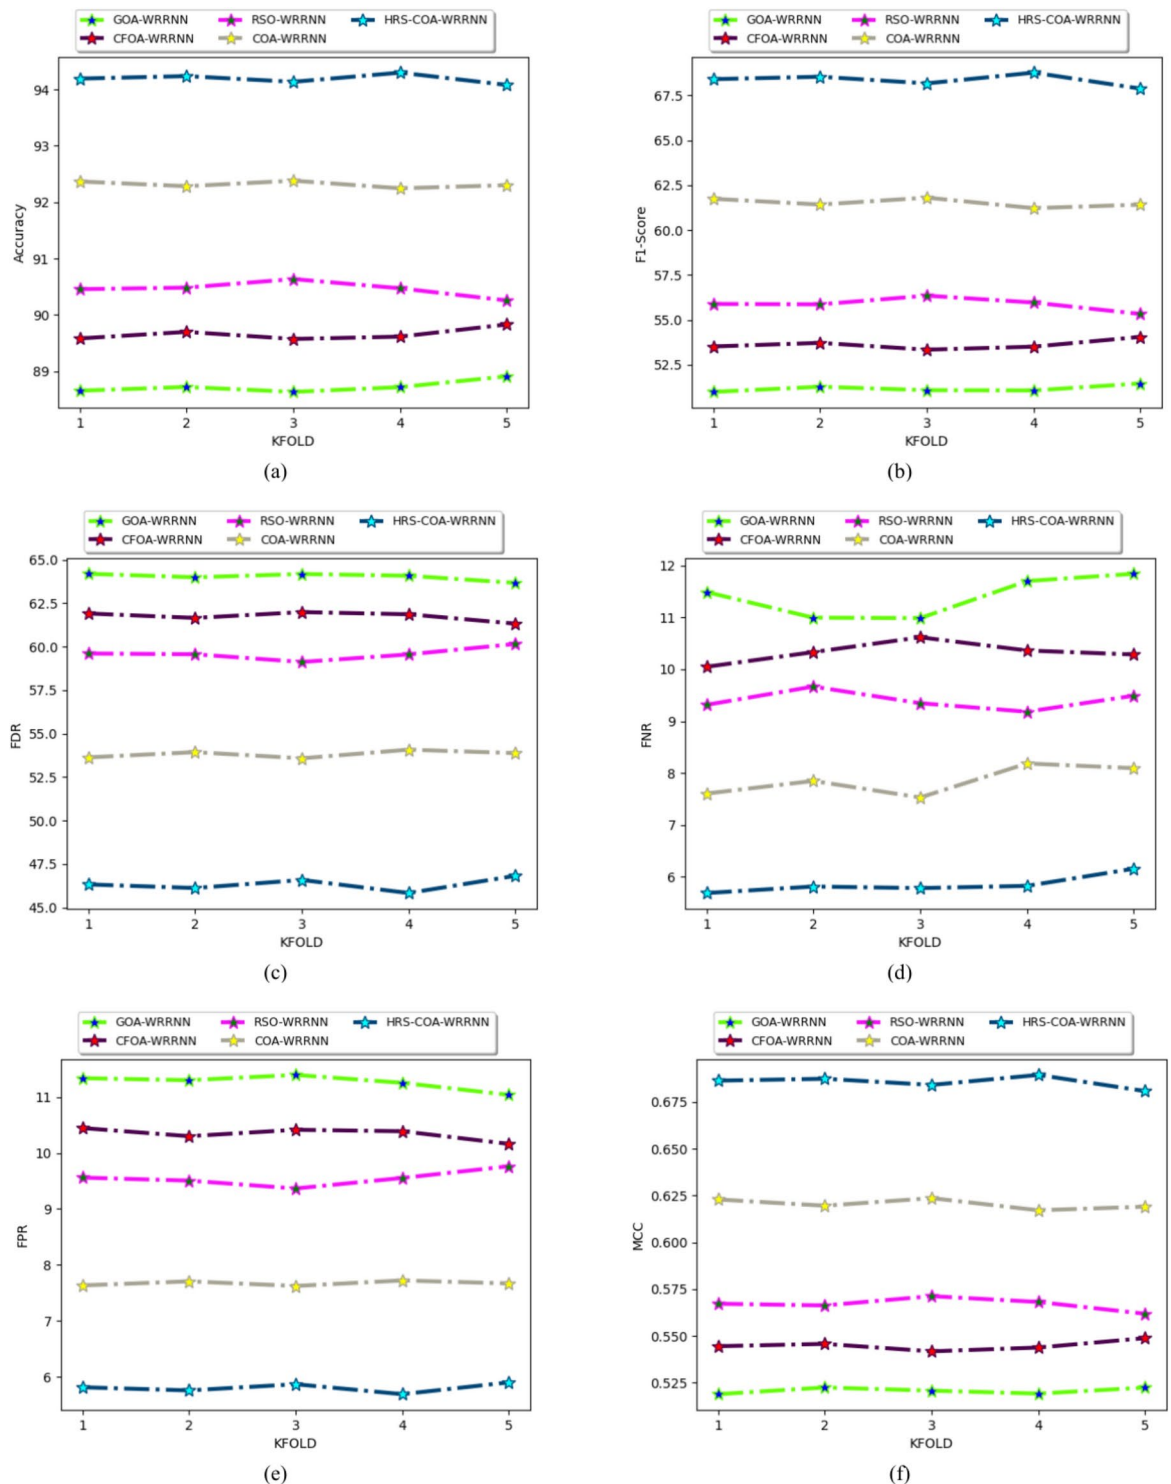 GOA-WRRNN RSO-WRRNN HRS-COA-WRRNN
CFOA-WRRNN COA-WRRNN
94
93
92
91
90
89
Accuracy
1 2 3 4 5
KFOLD
(a)
GOA-WRRNN RSO-WRRNN HRS-COA-WRRNN
CFOA-WRRNN COA-WRRNN
67.5
65.0
62.5
60.0
57.5
55.0
52.5
F1-Score
1 2 3 4 5
KFOLD
(b)
GOA-WRRNN RSO-WRRNN HRS-COA-WRRNN
CFOA-WRRNN COA-WRRNN
65.0
62.5
60.0
57.5
55.0
52.5
50.0
47.5
45.0
FDR
1 2 3 4 5
KFOLD
(c)
GOA-WRRNN RSO-WRRNN HRS-COA-WRRNN
CFOA-WRRNN COA-WRRNN
12
11
10
9
8
7
6
FNR
1 2 3 4 5
KFOLD
(d)
GOA-WRRNN RSO-WRRNN HRS-COA-WRRNN
CFOA-WRRNN COA-WRRNN
11
10
9
8
7
6
FPR
1 2 3 4 5
KFOLD
(e)
GOA-WRRNN RSO-WRRNN HRS-COA-WRRNN
CFOA-WRRNN COA-WRRNN
0.675
0.650
0.625
0.600
0.575
0.550
0.525
MCC
1 2 3 4 5
KFOLD
(f)